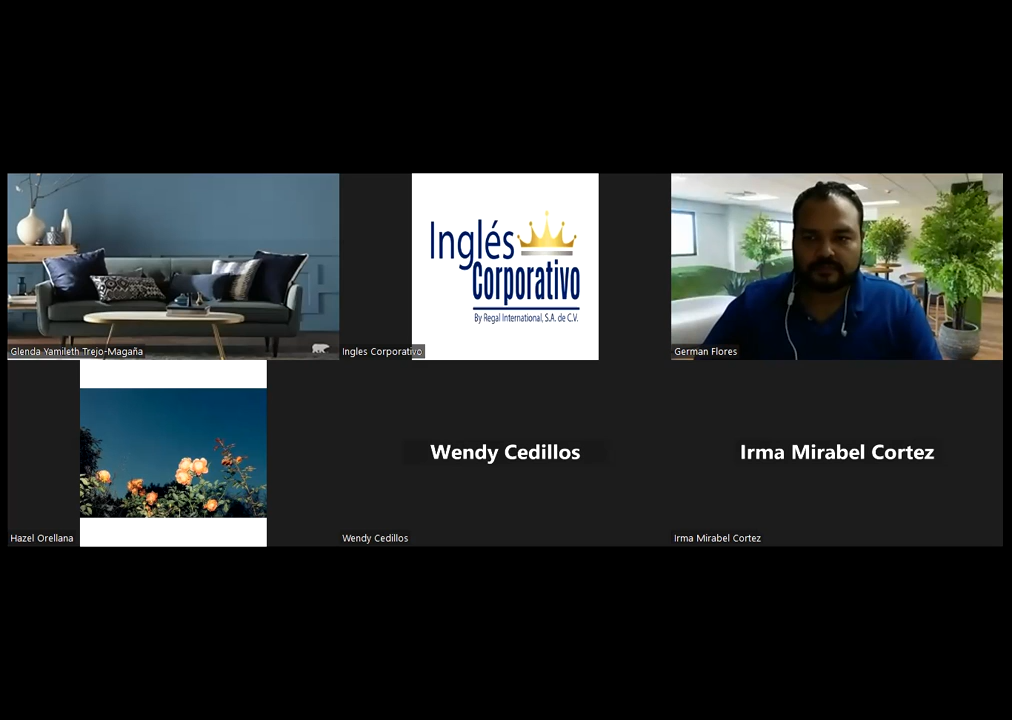 Inglés
Corporativo
By Regal International, S.A. de C.V.
Glenda Yamileth Trejo-Magaña
Ingles Corporativo
German Flores
Wendy Cedillos
Irma Mirabel Cortez
Hazel Orellana
Wendy Cedillos
Irma Mirabel Cortez